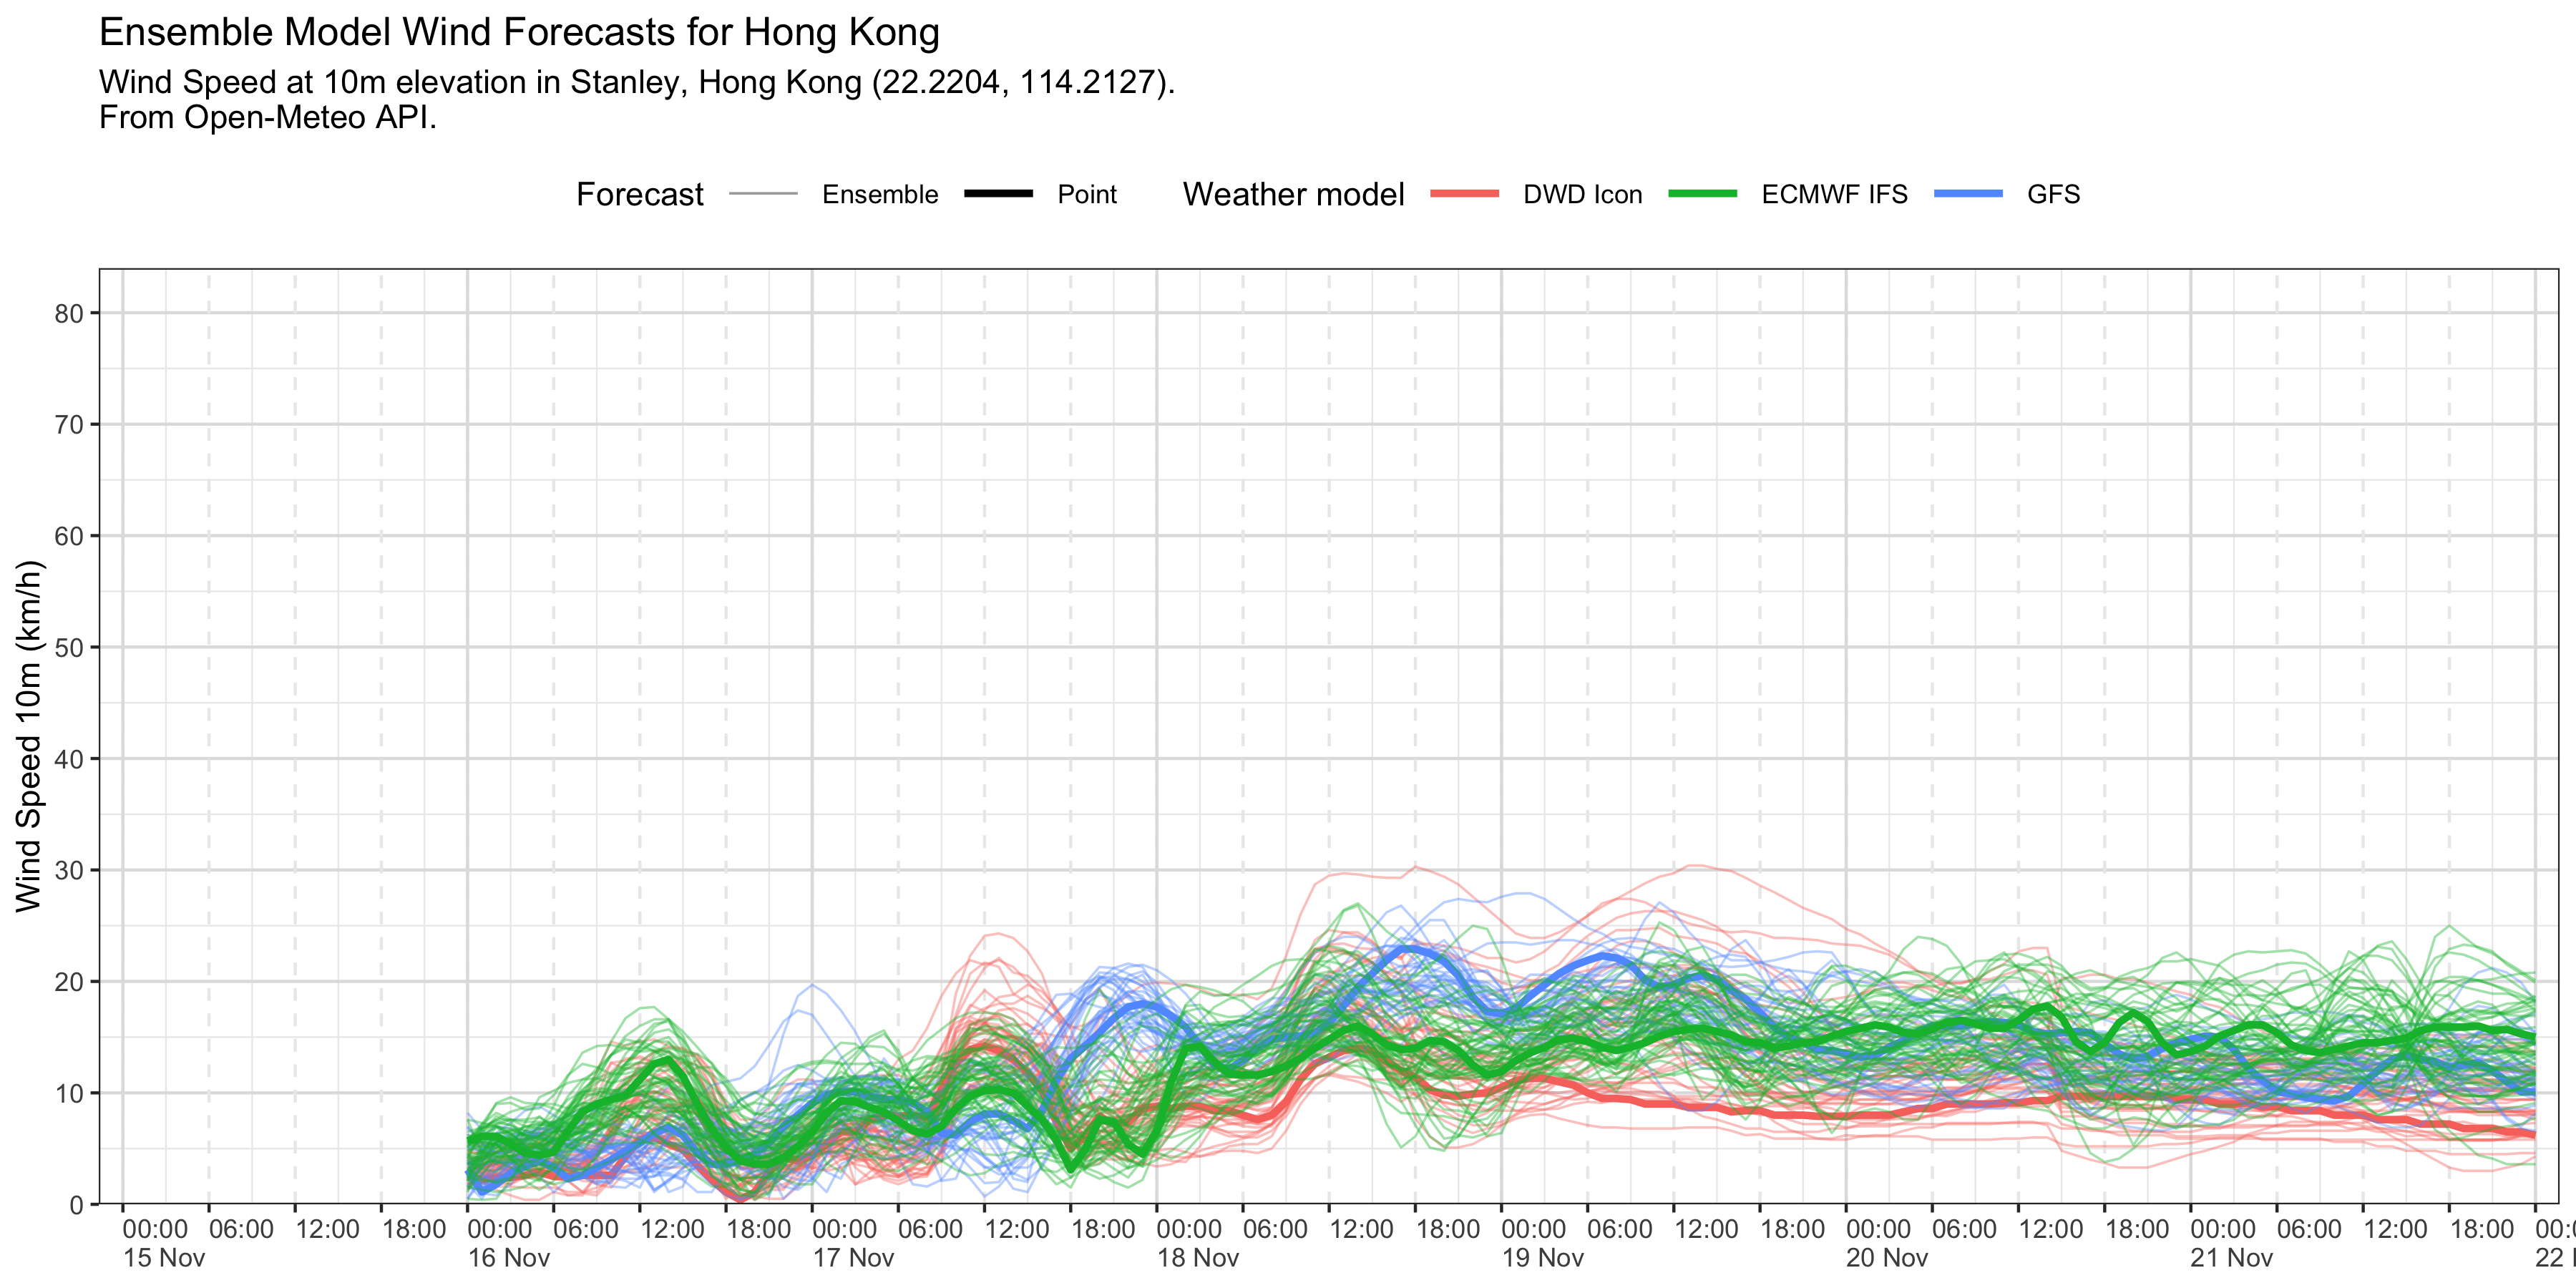 Ensemble Model Wind Forecasts for Hong Kong
Wind Speed at 10m elevation in Stanley, Hong Kong (22.2204, 114.2127).
From Open-Meteo API.
Forecast Ensemble Point Weather model DWD Icon ECMWF IFS GFS
Wind Speed 10m (km/h)
80
70
60
50
40
30
20
10
0
00:00 06:00 12:00 18:00 00:00 06:00 12:00 18:00 00:00 06:00 12:00 18:00 00:00 06:00 12:00 18:00 00:00 06:00 12:00 18:00 00:00 06:00 12:00 18:00 00:00 06:00 12:00 18:00
15 Nov 16 Nov 17 Nov 18 Nov 19 Nov 20 Nov 21 Nov 22